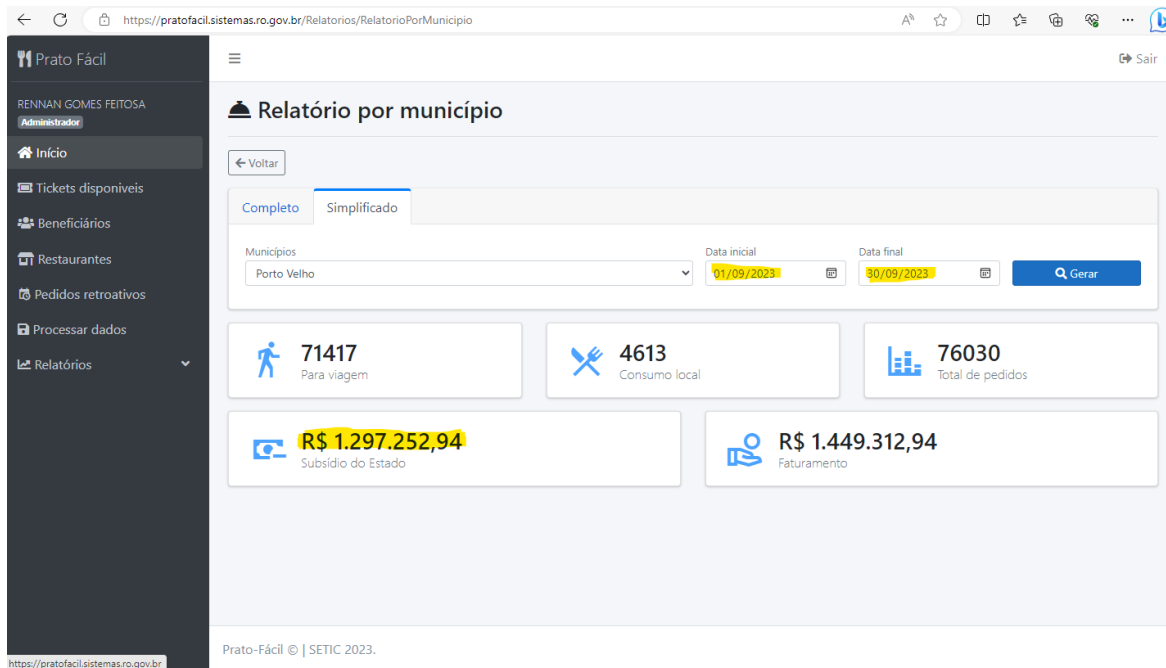 https://pratofacil.sistemas.ro.gov.br/Relatorios/RelatorioPorMunicipio
Prato Fácil
Sair
RENNAN GOMES FEITOSA
Administrador
Início
Tickets disponiveis
Beneficiários
Restaurantes
Pedidos retroativos
Processar dados
Relatórios
Relatório por município
Voltar
Completo Simplificado
Municípios Data inicial Data final
Porto Velho 01/09/2023 30/09/2023 Gerar
71417 4613 76030
Para viagem Consumo local Total de pedidos
R$ 1.297.252,94 R$ 1.449.312,94
Subsídio do Estado Faturamento
Prato-Fácil © | SETIC 2023.
https://pratofacil.sistemas.ro.gov.br